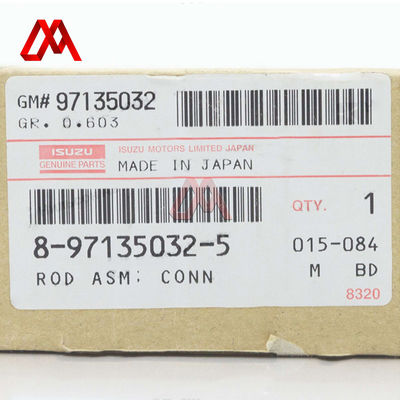 GM# 97135032
GR. 0.603
ISUZU
GENUINE PARTS
ISUZU MOTORS LIMITED JAPAN
MADE IN JAPAN
QTY. 1
8-97135032-5
015-084
ROD ASM; CONN
M BD
8320